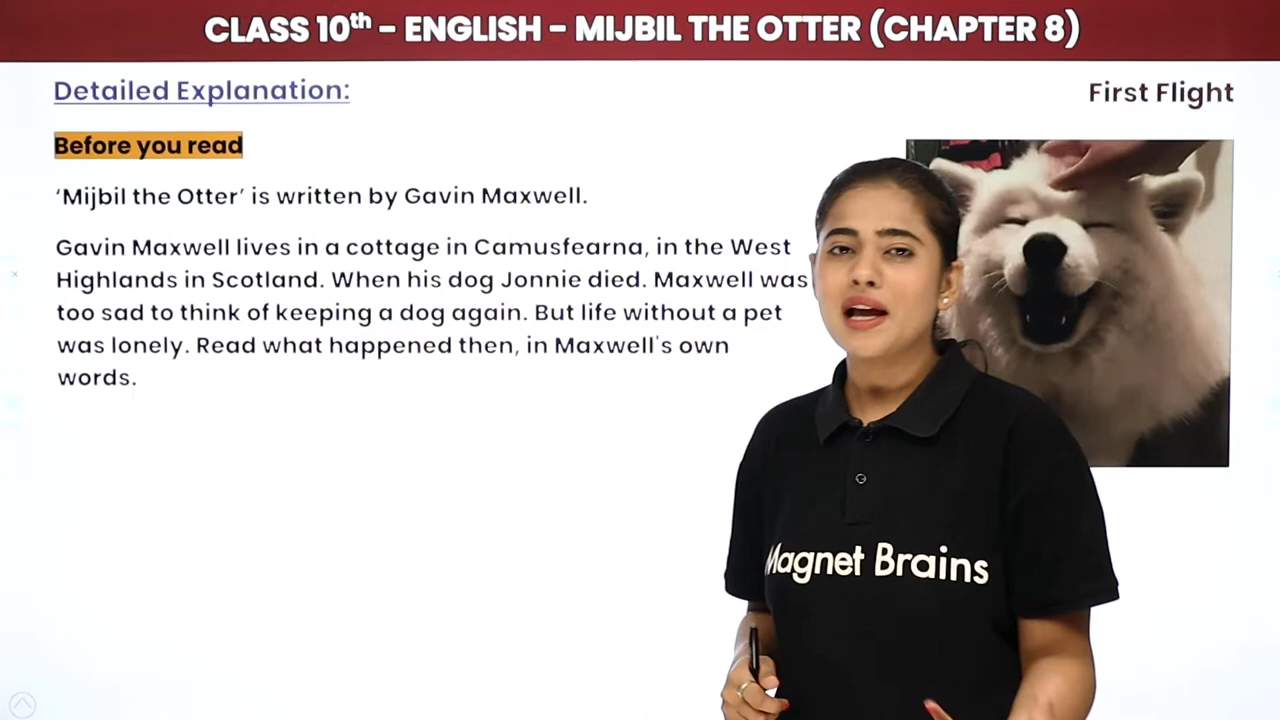 CLASS 10th - ENGLISH - MIJBIL THE OTTER (CHAPTER 8)
Detailed Explanation:
First Flight
Before you read
‘Mijbil the Otter’ is written by Gavin Maxwell.
Gavin Maxwell lives in a cottage in Camusfearna, in the West
Highlands in Scotland. When his dog Jonnie died. Maxwell was
too sad to think of keeping a dog again. But life without a pet
was lonely. Read what happened then, in Maxwell's own
words.
Magnet Brains